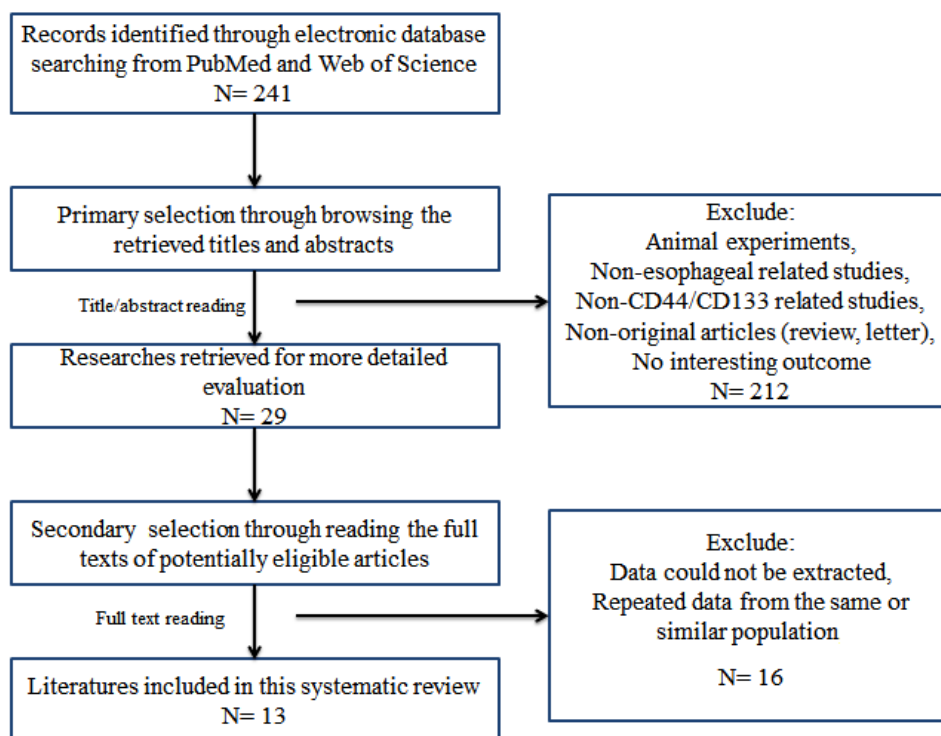 Records identified through electronic database
searching from PubMed and Web of Science
N= 241
Primary selection through browsing the
retrieved titles and abstracts
Exclude:
Animal experiments,
Non-esophageal related studies,
Non-CD44/CD133 related studies,
Non-original articles (review, letter),
No interesting outcome
N= 212
Title/abstract reading
Researches retrieved for more detailed
evaluation
N= 29
Secondary selection through reading the full
texts of potentially eligible articles
Exclude:
Data could not be extracted,
Repeated data from the same or
similar population
N= 16
Full text reading
Literatures included in this systematic review
N= 13